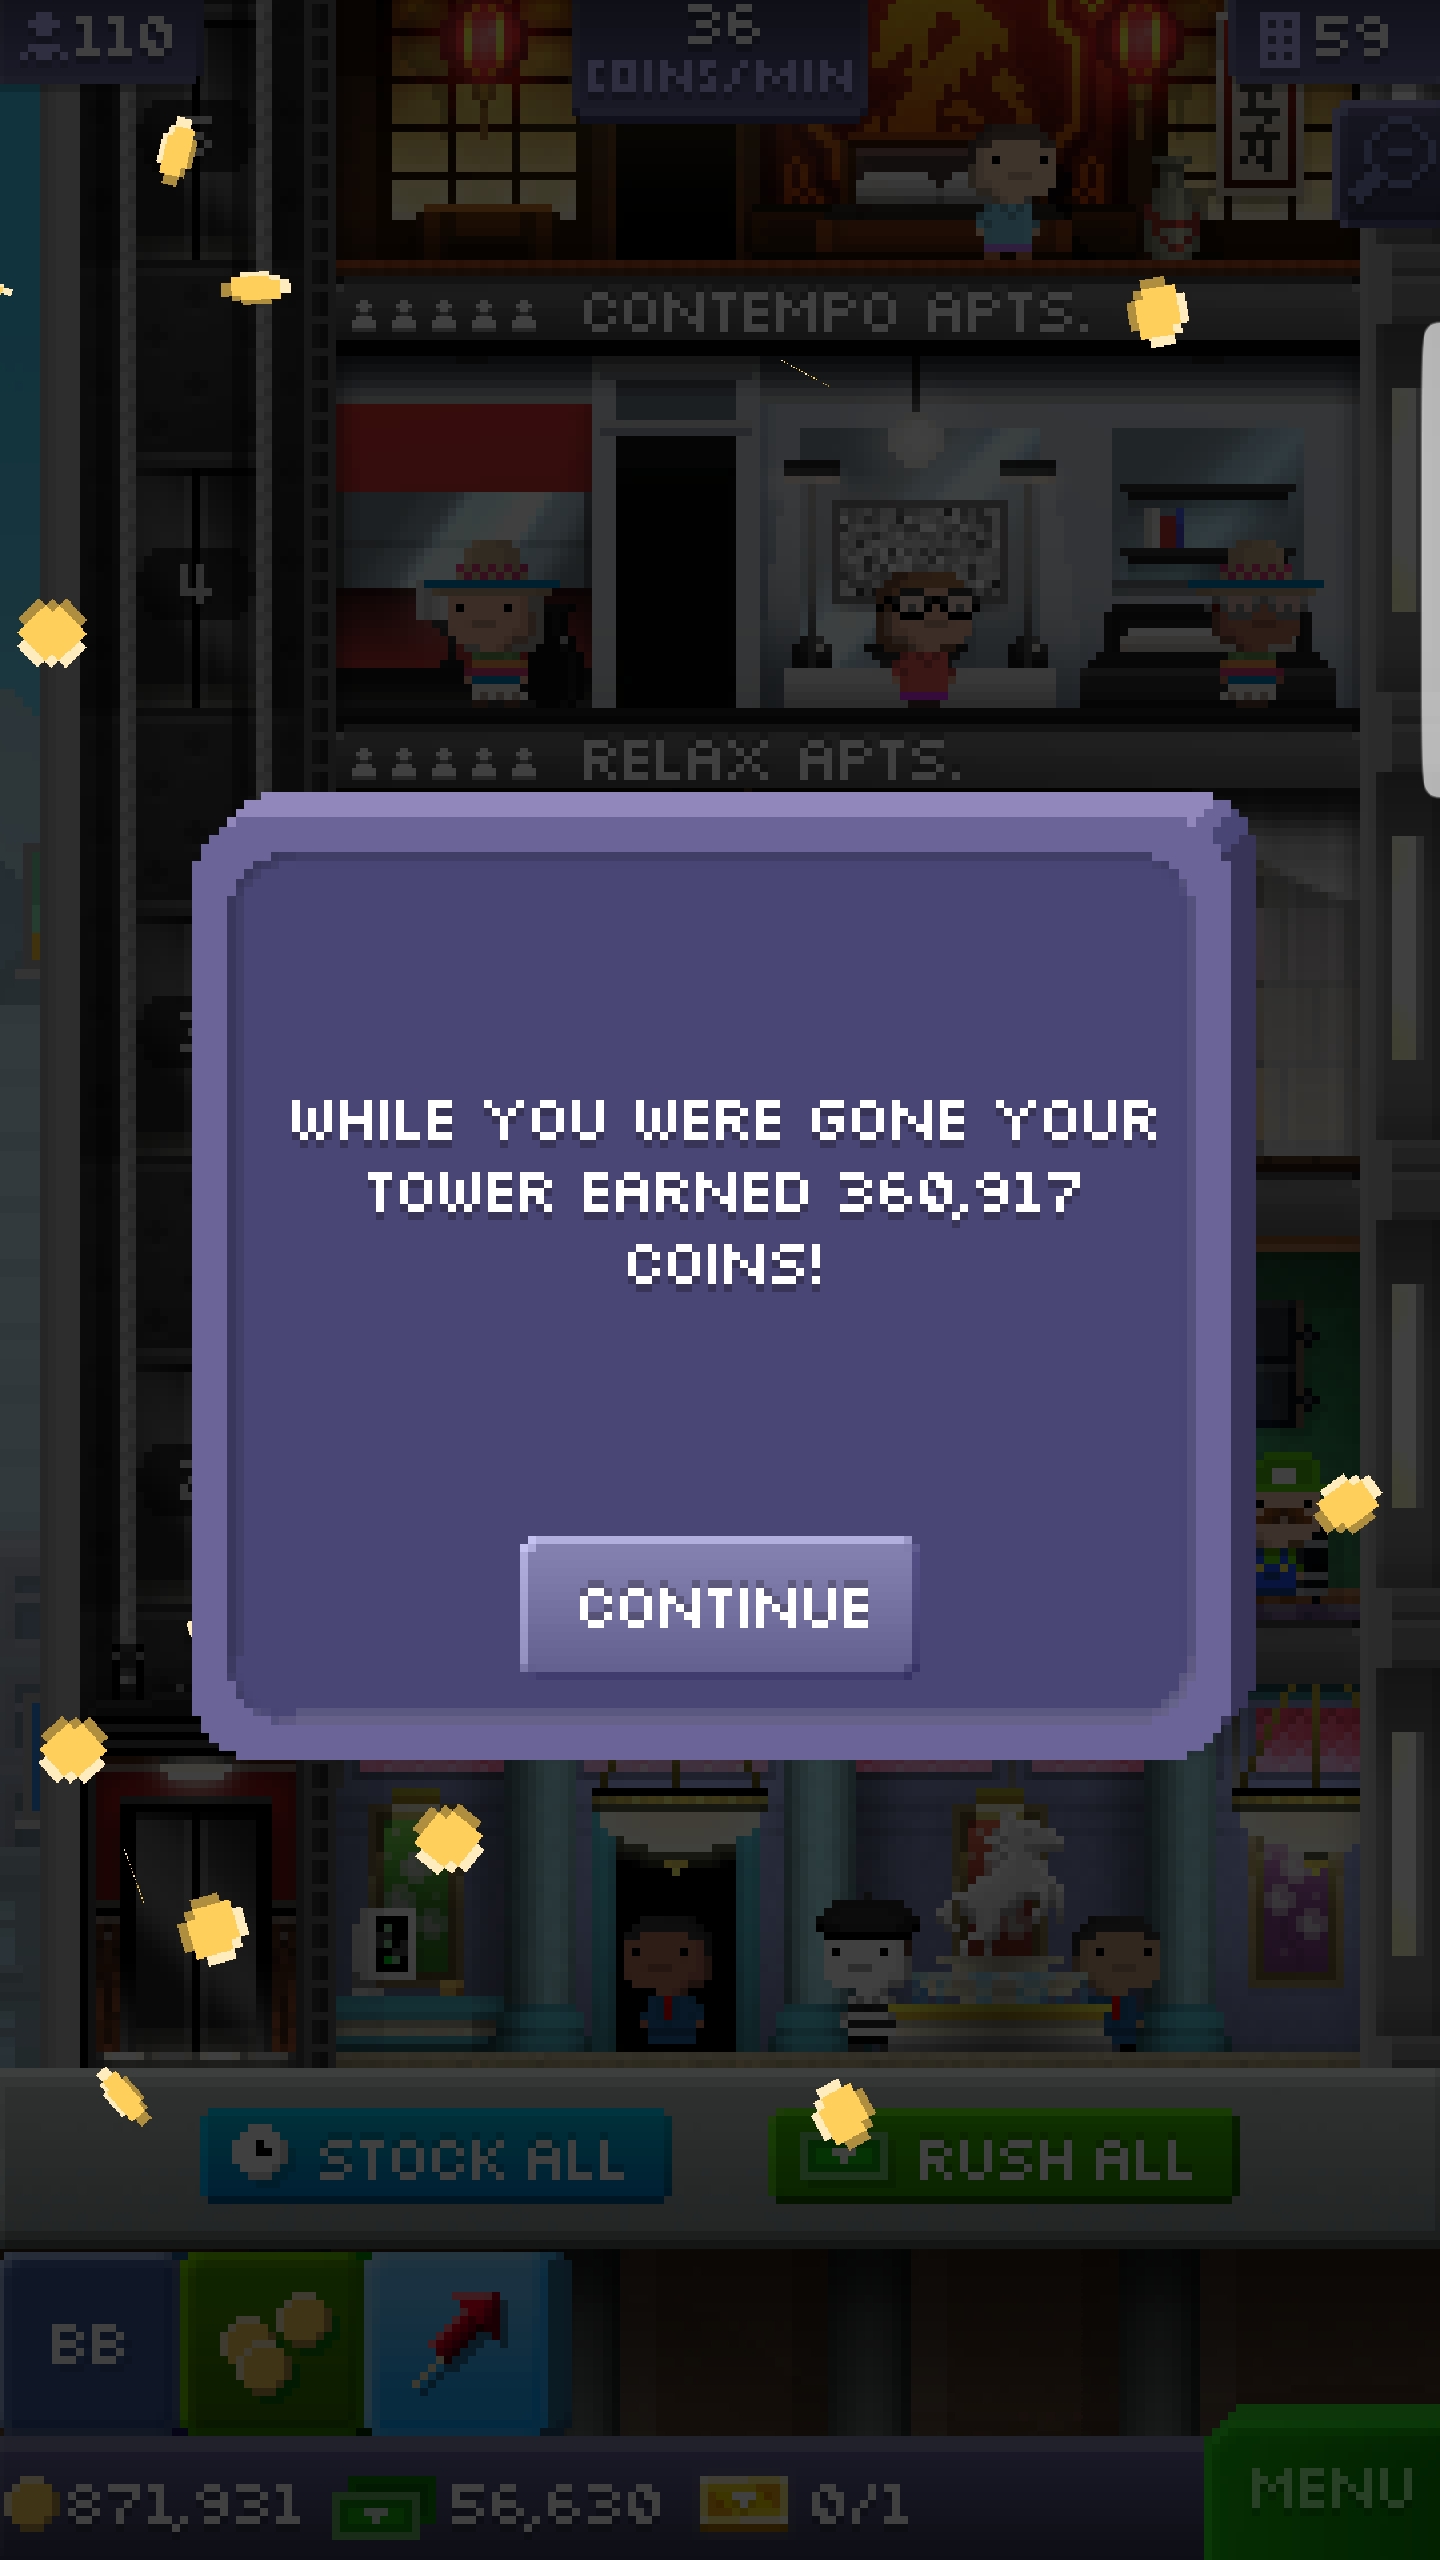 110
36
COINS/MIN
59
CONTEMPO APTS.
4
RELAX APTS.
WHILE YOU WERE GONE YOUR
TOWER EARNED 360,917
COINS!
CONTINUE
STOCK ALL
RUSH ALL
BB
871,931
56,630
0/1
MENU